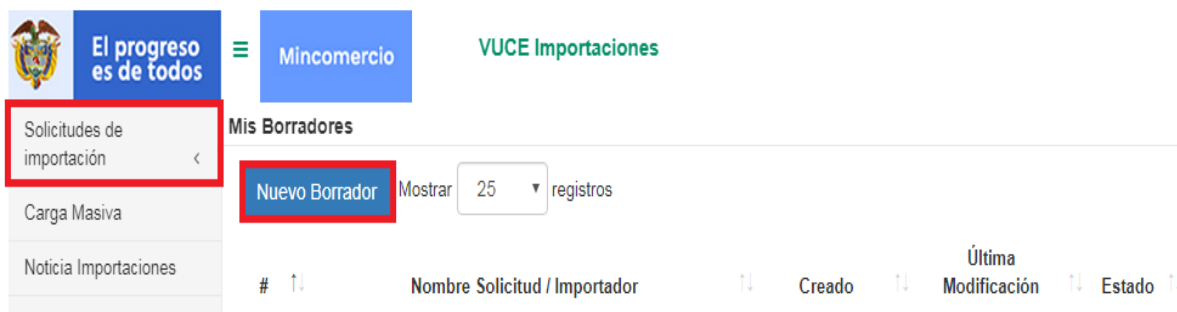 El progreso
es de todos
Mincomercio
VUCE Importaciones
Solicitudes de
importación
Carga Masiva
Noticia Importaciones
Mis Borradores
Nuevo Borrador Mostrar 25 registros
# Nombre Solicitud / Importador Creado Última Modificación Estado